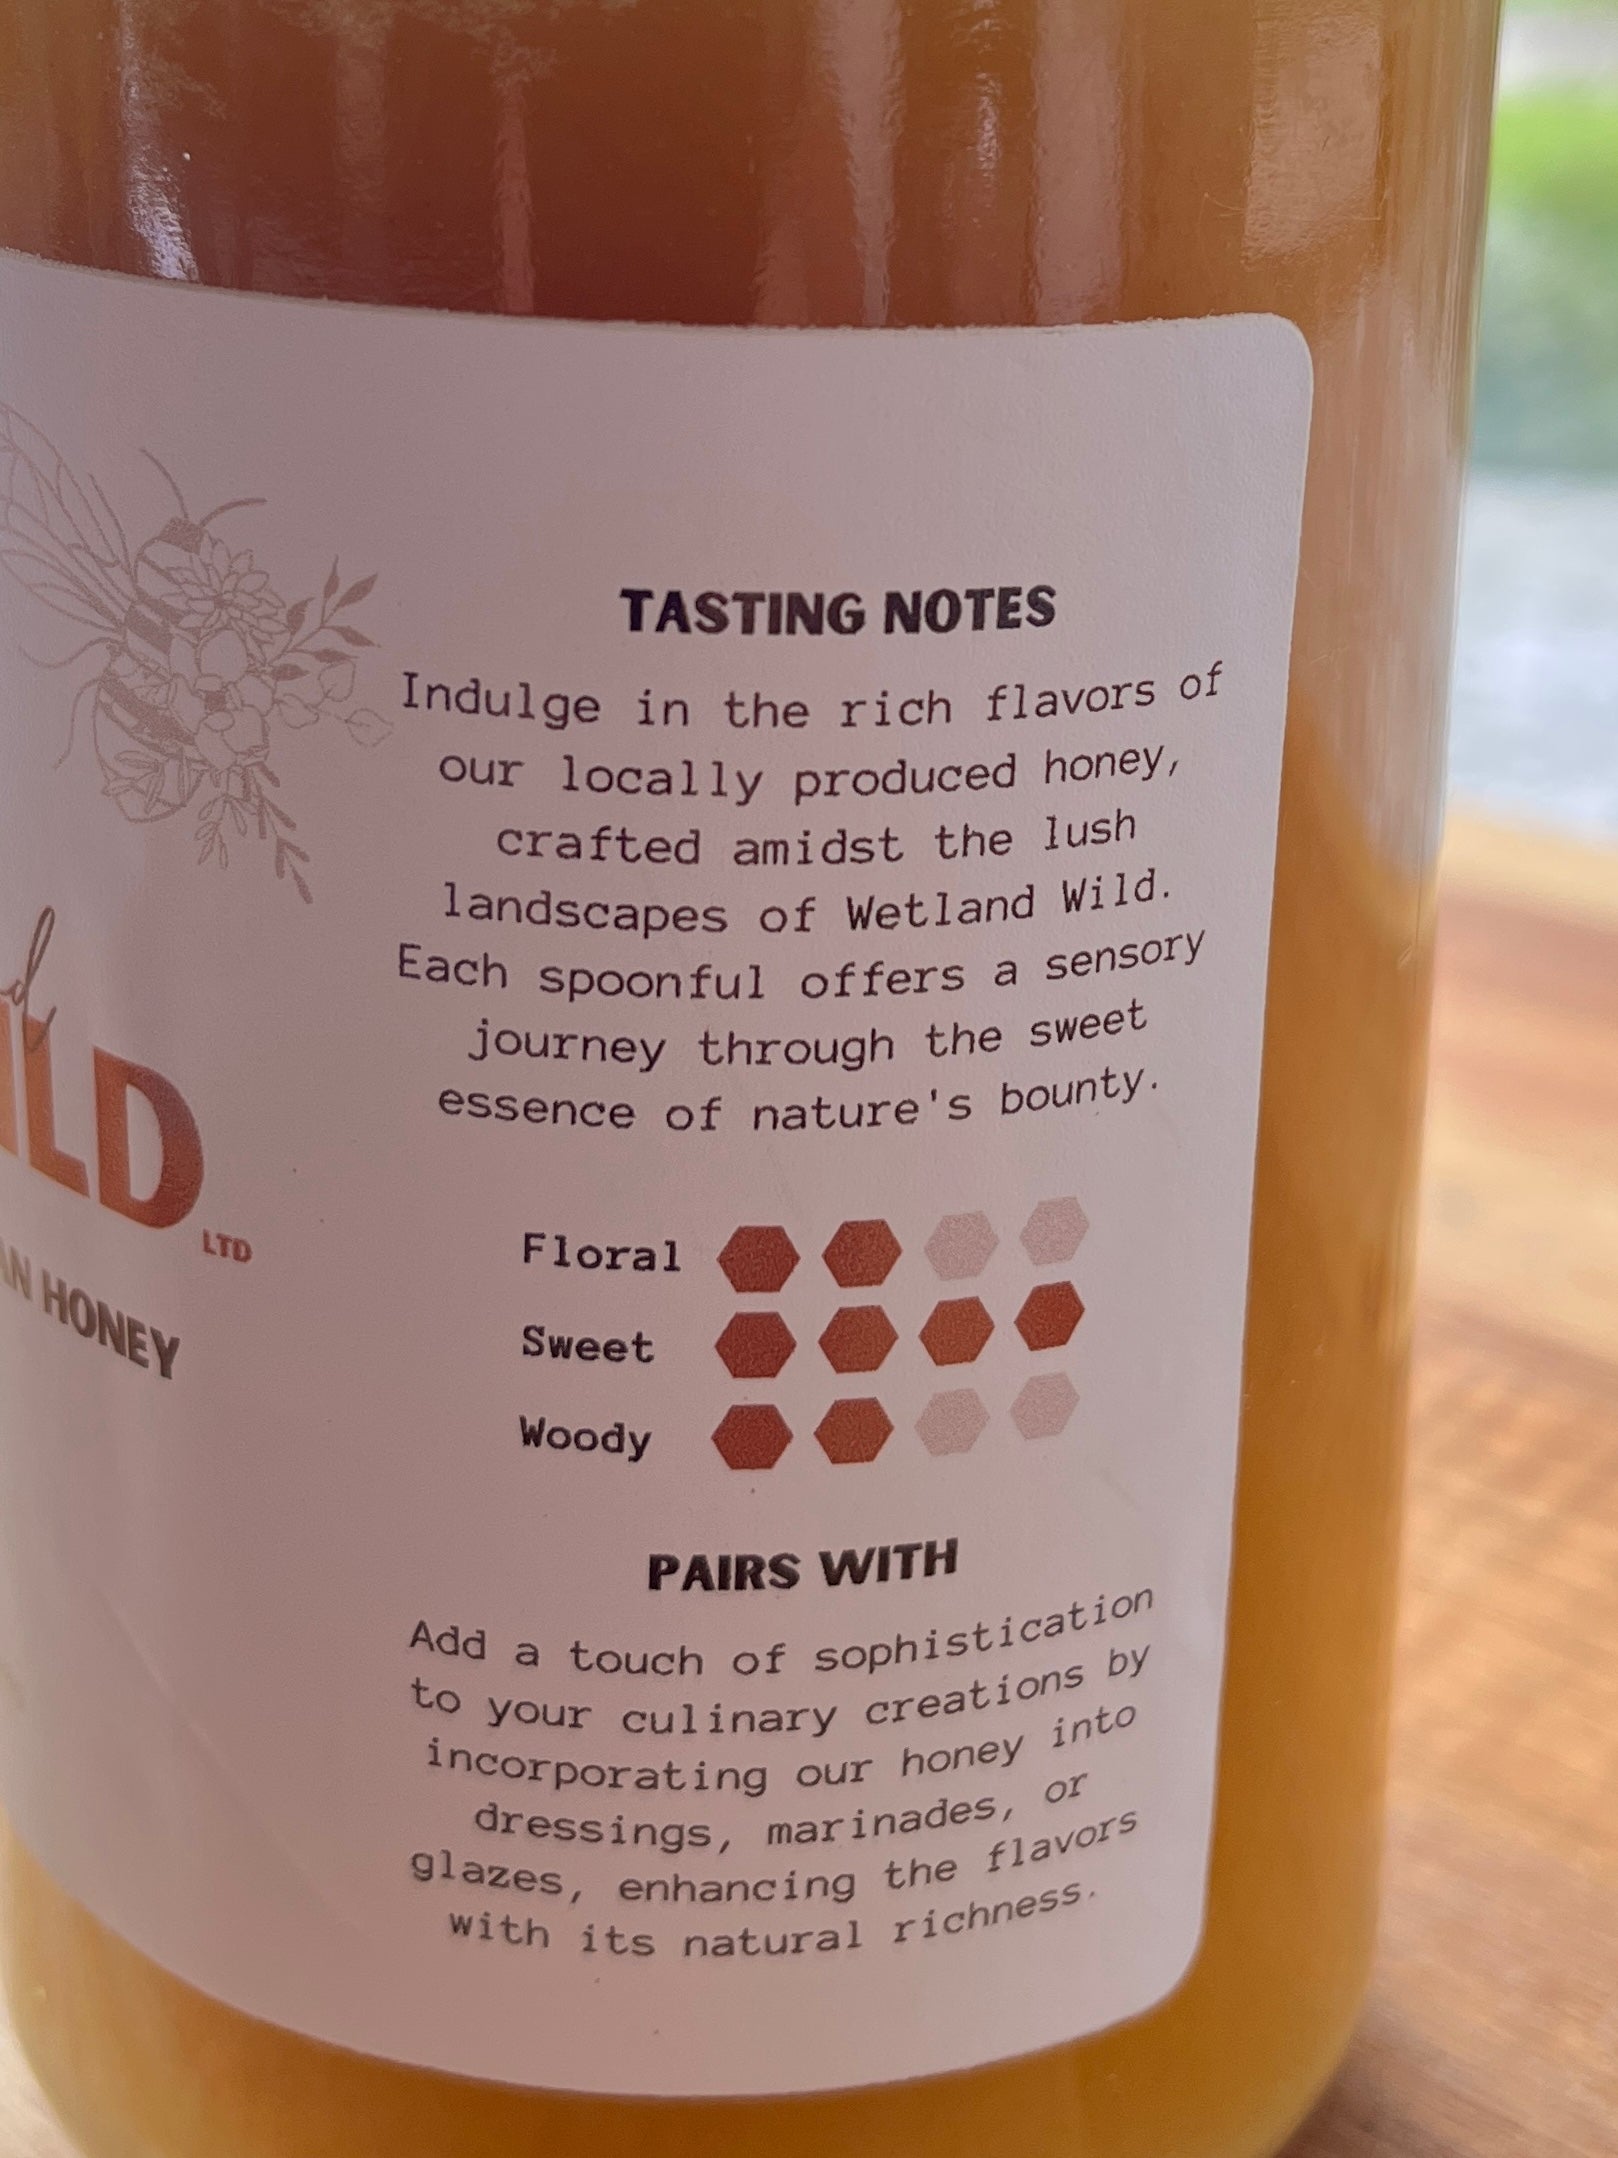 TASTING NOTES
Indulge in the rich flavors of
our locally produced honey,
crafted amidst the lush
landscapes of Wetland Wild.
Each spoonful offers a sensory
journey through the sweet
essence of nature's bounty.
Floral
Sweet
Woody
PAIRS WITH
Add a touch of sophistication
to your culinary creations by
incorporating our honey into
dressings, marinades, or
glazes, enhancing the flavors
with its natural richness.
LTD
HONEY